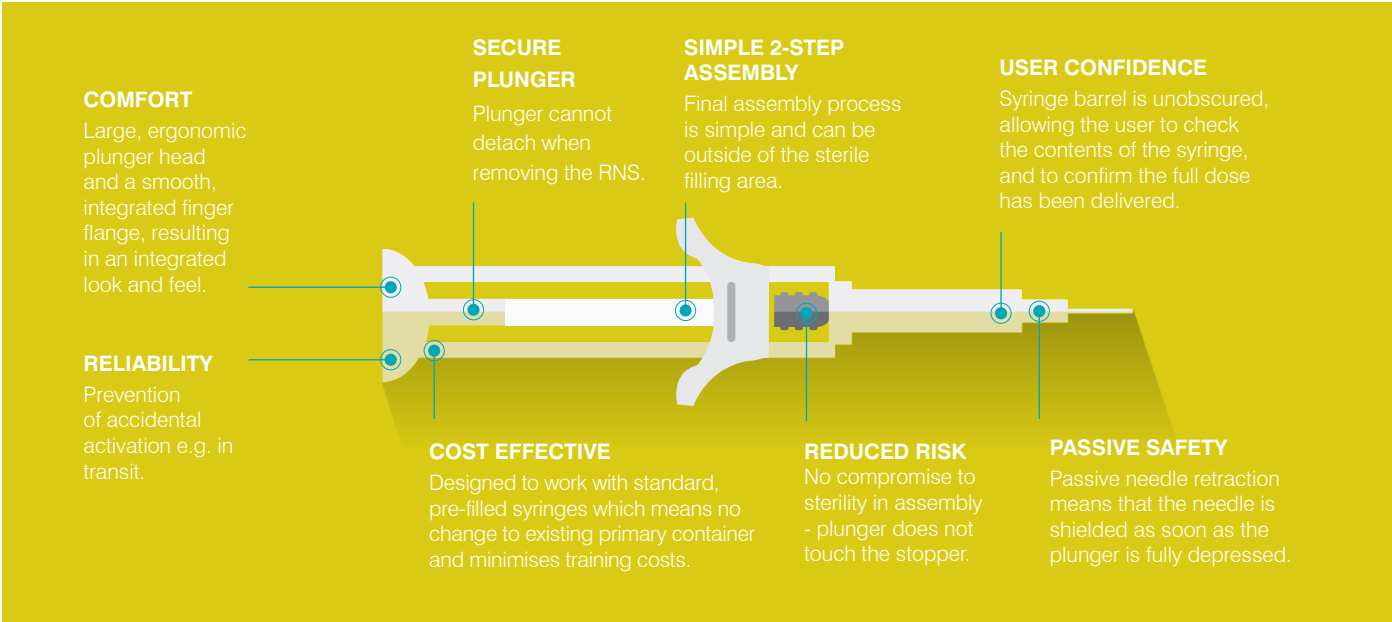 COMFORT
Large, ergonomic
plunger head
and a smooth,
integrated finger
flange, resulting
in an integrated
look and feel.
RELIABILITY
Prevention
of accidental
activation e.g. in
transit.
SECURE
PLUNGER
Plunger cannot
detach when
removing the RNS.
SIMPLE 2-STEP
ASSEMBLY
Final assembly process
is simple and can be
outside of the sterile
filling area.
USER CONFIDENCE
Syringe barrel is unobscured,
allowing the user to check
the contents of the syringe,
and to confirm the full dose
has been delivered.
COST EFFECTIVE
Designed to work with standard,
pre-filled syringes which means no
change to existing primary container
and minimises training costs.
REDUCED RISK
No compromise to
sterility in assembly
- plunger does not
touch the stopper.
PASSIVE SAFETY
Passive needle retraction
means that the needle is
shielded as soon as the
plunger is fully depressed.